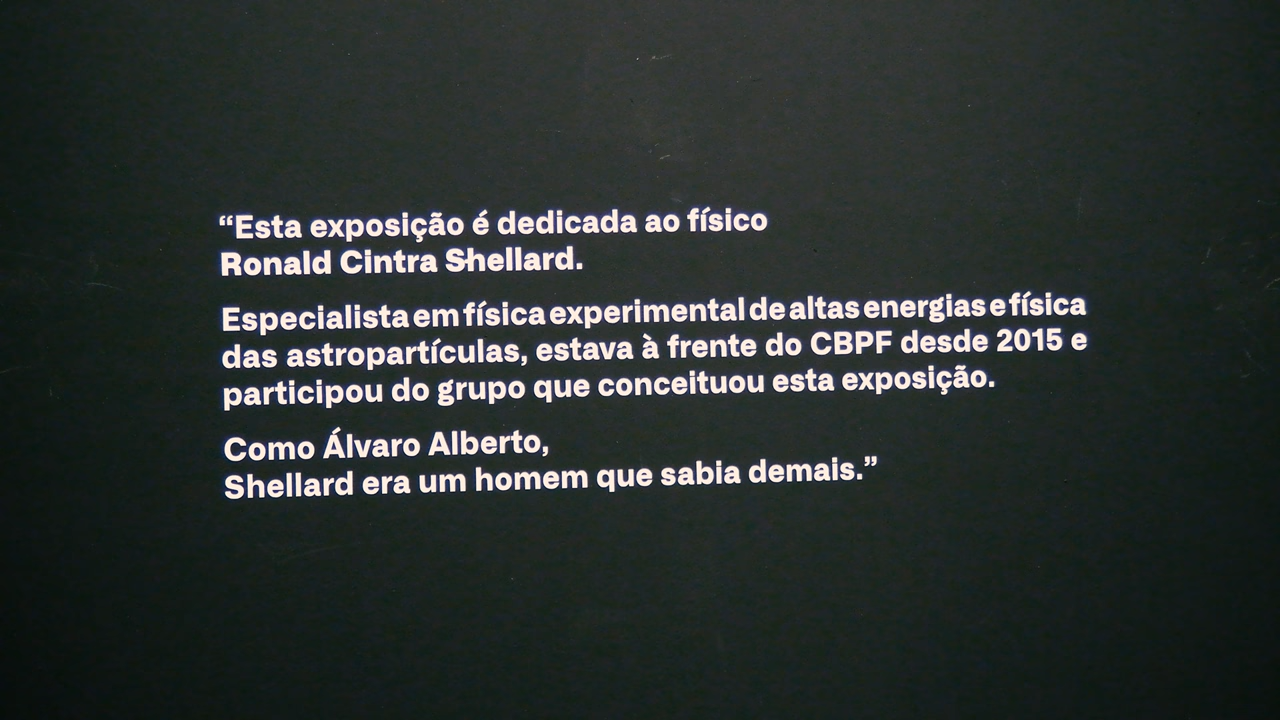 “Esta exposição é dedicada ao físico
Ronald Cintra Shellard.
Especialista em física experimental de altas energias e física
das astropartículas, estava à frente do CBPF desde 2015 e
participou do grupo que conceituou esta exposição.
Como Álvaro Alberto,
Shellard era um homem que sabia demais.”